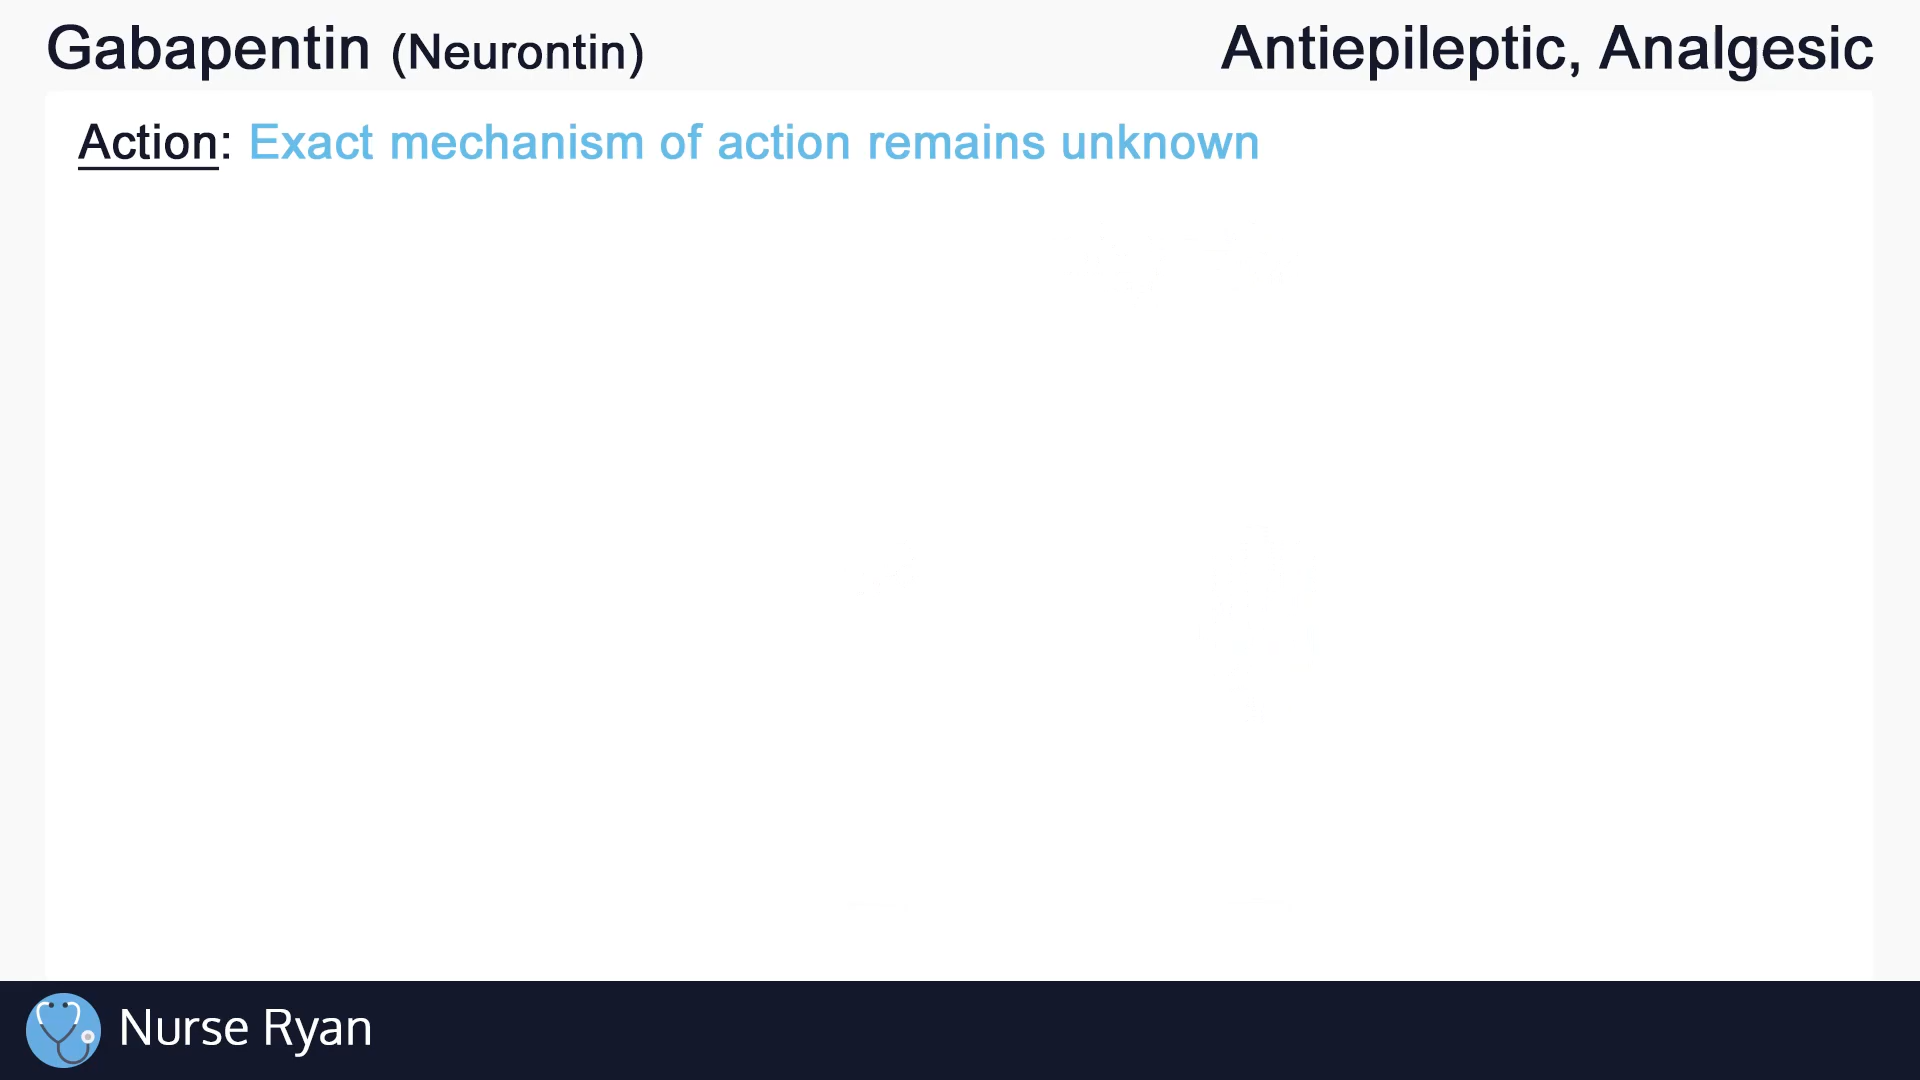 Gabapentin (Neurontin)
Antiepileptic, Analgesic
Action: Exact mechanism of action remains unknown
Nurse Ryan